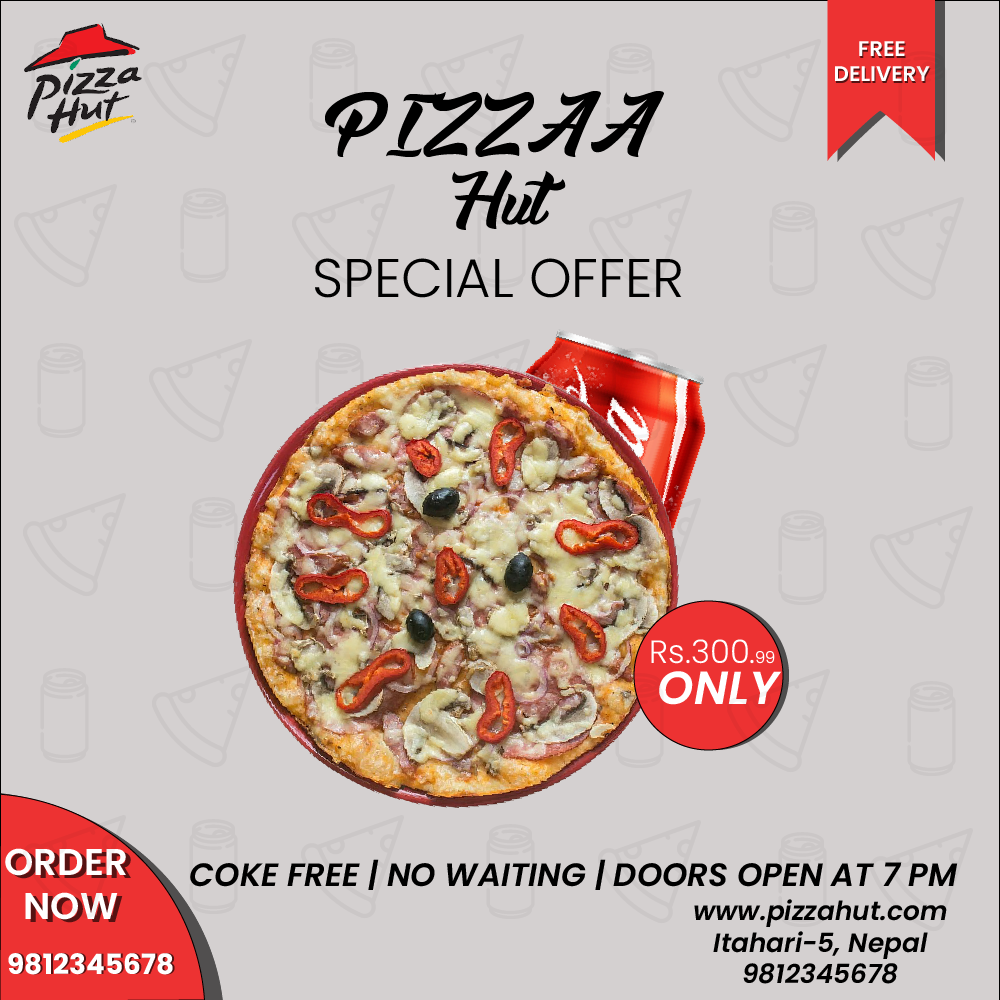 Pizza
Hut
FREE
DELIVERY
PIZZAA
Hut
SPECIAL OFFER
Rs.300.99
ONLY
ORDER
NOW
9812345678
COKE FREE | NO WAITING | DOORS OPEN AT 7 PM
www.pizzahut.com
Itahari-5, Nepal
9812345678